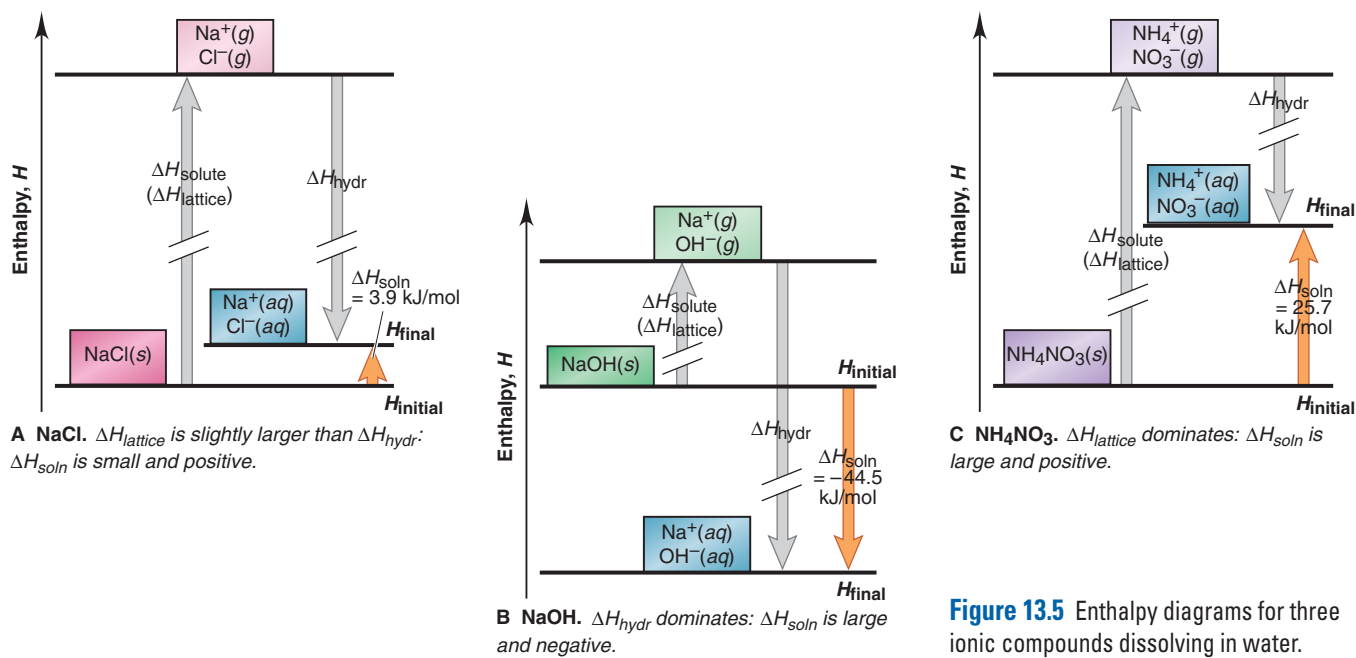 Enthalpy, H
Na⁺(g)
Cl⁻(g)
ΔHsolute
(ΔHlattice)
ΔHhydr
ΔHsoln
= 3.9 kJ/mol
Na⁺(aq)
Cl⁻(aq)
Hfinal
NaCl(s)
Hinitial
A NaCl. ΔHlattice is slightly larger than ΔHhydr:
ΔHsoln is small and positive.
Enthalpy, H
Na⁺(g)
OH⁻(g)
ΔHsolute
(ΔHlattice)
NaOH(s)
Hinitial
ΔHhydr
ΔHsoln
= −44.5
kJ/mol
Na⁺(aq)
OH⁻(aq)
Hfinal
B NaOH. ΔHhydr dominates: ΔHsoln is large
and negative.
Enthalpy, H
NH₄⁺(g)
NO₃⁻(g)
ΔHhydr
NH₄⁺(aq)
NO₃⁻(aq)
Hfinal
ΔHsolute
(ΔHlattice)
ΔHsoln
= 25.7
kJ/mol
NH4NO3(s)
Hinitial
C NH4NO3. ΔHlattice dominates: ΔHsoln is
large and positive.
Figure 13.5 Enthalpy diagrams for three
ionic compounds dissolving in water.